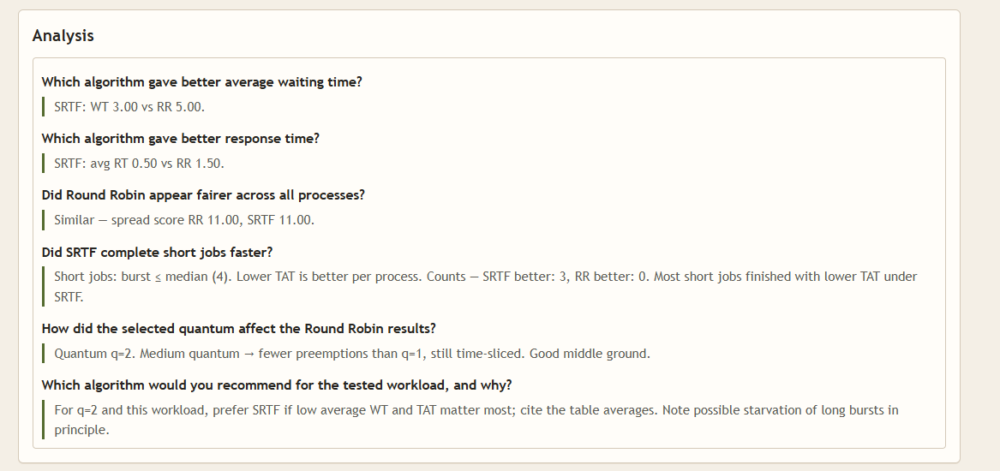 Analysis
Which algorithm gave better average waiting time?
SRTF: WT 3.00 vs RR 5.00.
Which algorithm gave better response time?
SRTF: avg RT 0.50 vs RR 1.50.
Did Round Robin appear fairer across all processes?
Similar — spread score RR 11.00, SRTF 11.00.
Did SRTF complete short jobs faster?
Short jobs: burst ≤ median (4). Lower TAT is better per process. Counts — SRTF better: 3, RR better: 0. Most short jobs finished with lower TAT under
SRTF.
How did the selected quantum affect the Round Robin results?
Quantum q=2. Medium quantum → fewer preemptions than q=1, still time-sliced. Good middle ground.
Which algorithm would you recommend for the tested workload, and why?
For q=2 and this workload, prefer SRTF if low average WT and TAT matter most; cite the table averages. Note possible starvation of long bursts in
principle.